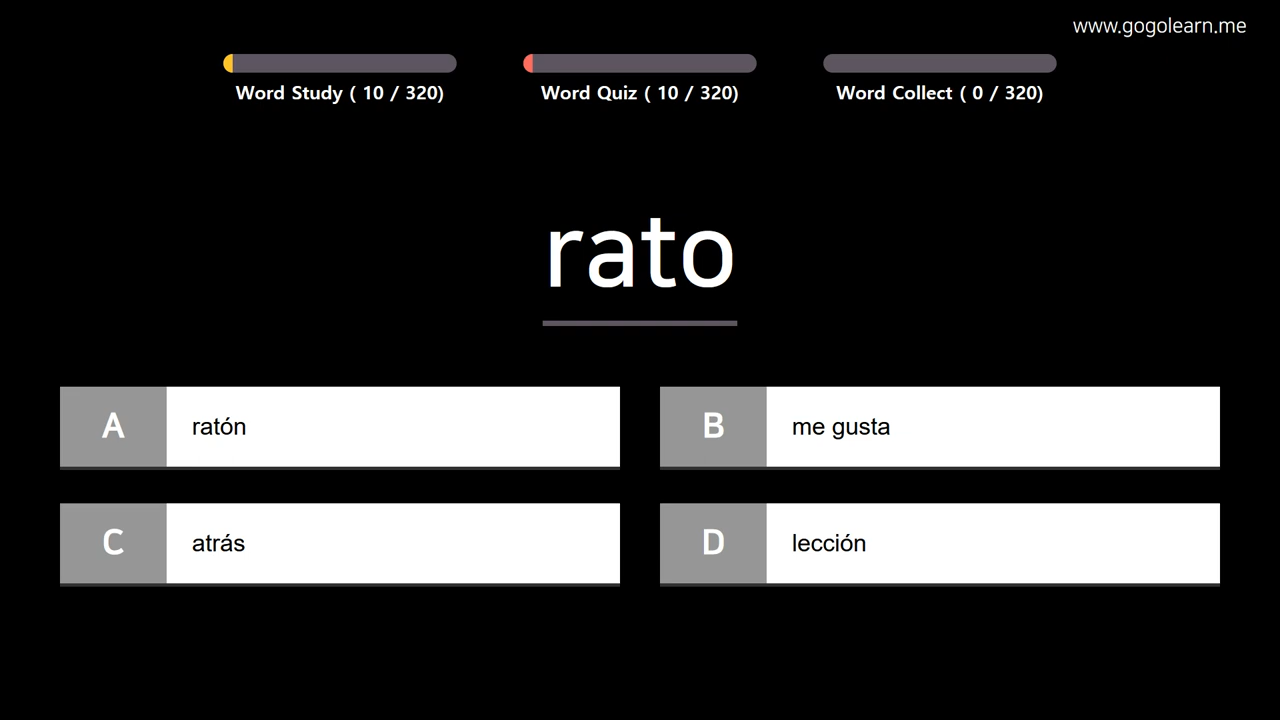 www.gogolearn.me
Word Study ( 10 / 320)
Word Quiz ( 10 / 320)
Word Collect ( 0 / 320)
rato
A ratón
B me gusta
C atrás
D lección